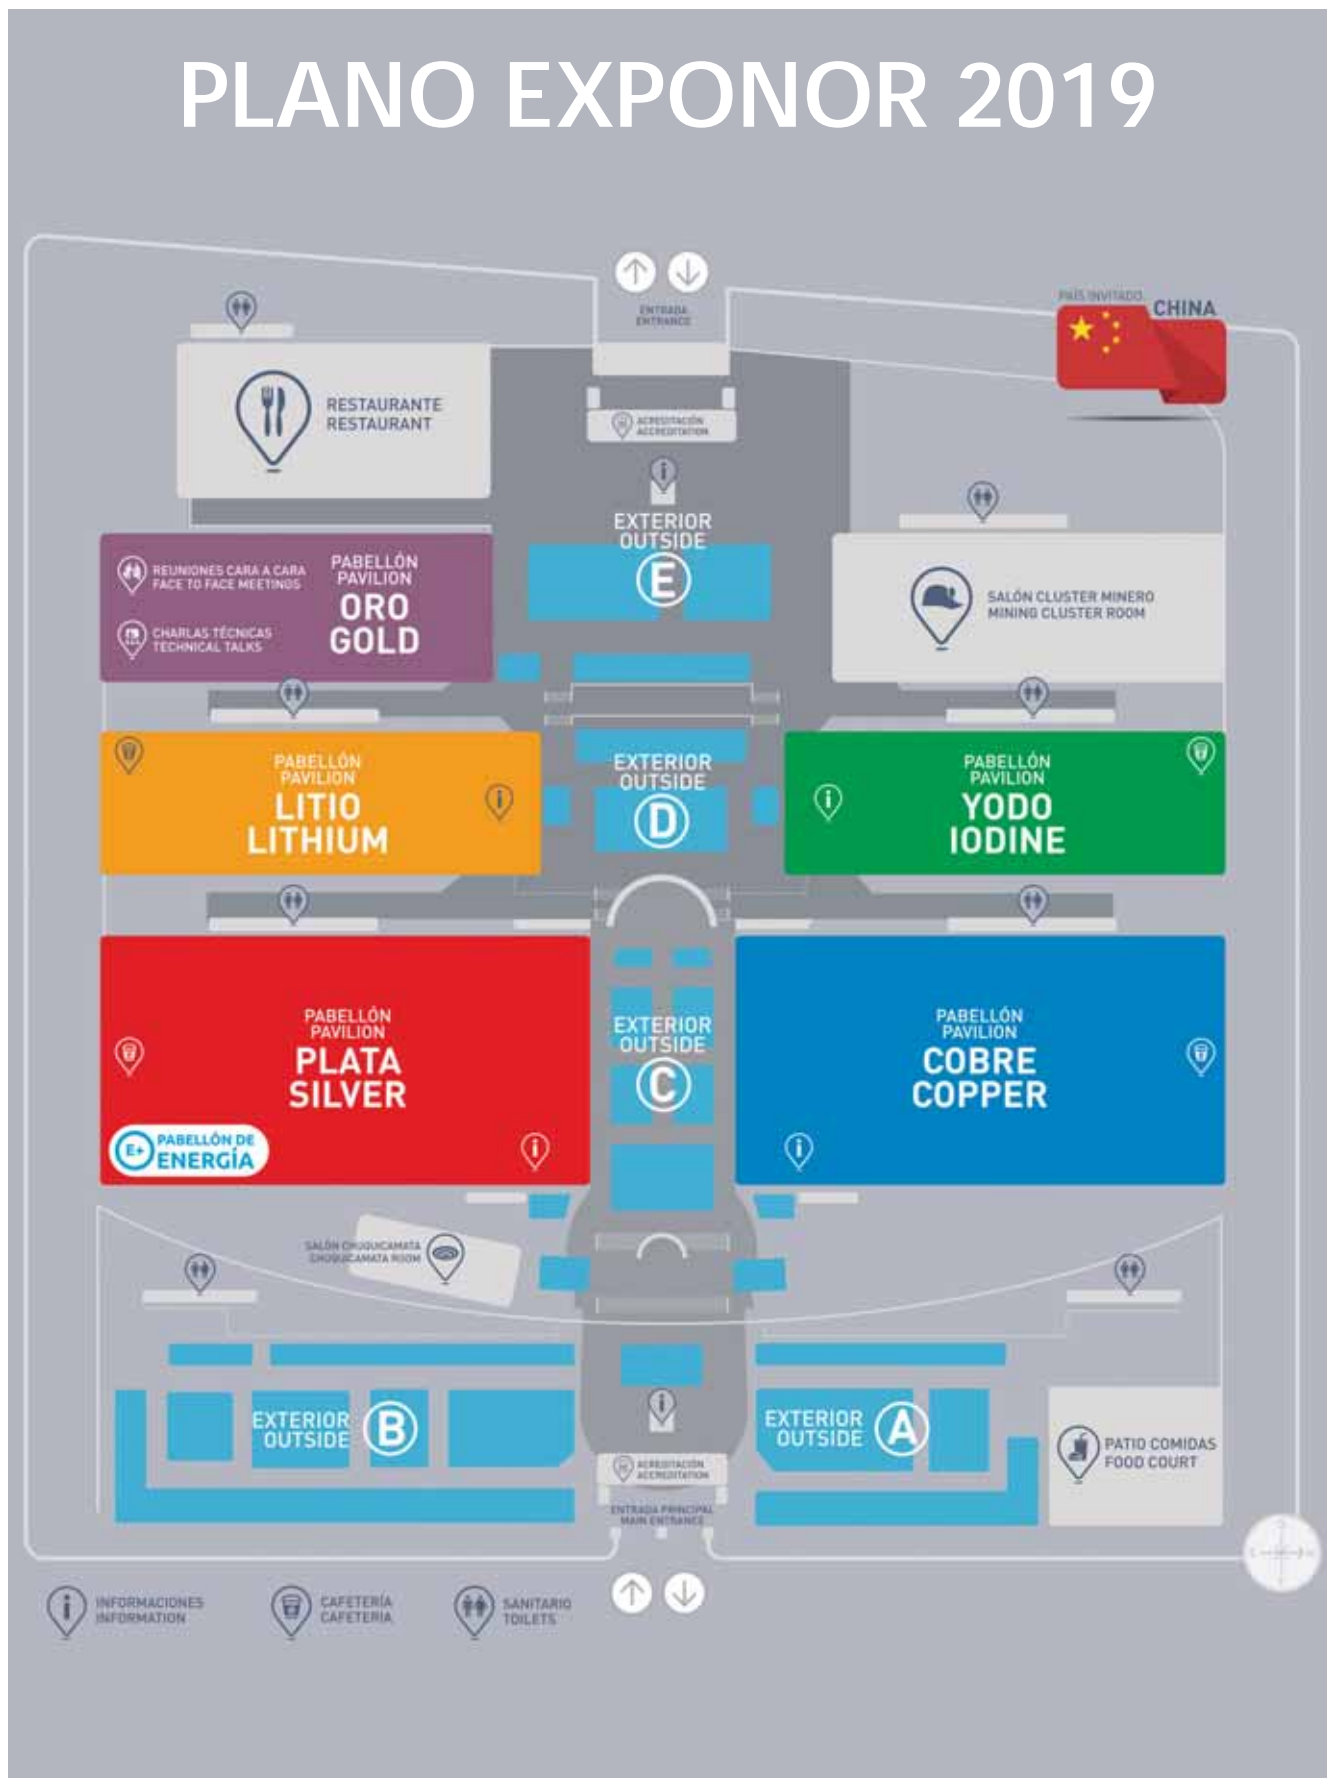 PLANO EXPONOR 2019
ENTRADA
ENTRANCE
PAÍS INVITADO
CHINA
RESTAURANTE
RESTAURANT
ACREDITACIÓN
ACCREDITATION
EXTERIOR
OUTSIDE
E
REUNIONES CARA A CARA
FACE TO FACE MEETINGS
CHARLAS TÉCNICAS
TECHNICAL TALKS
PABELLÓN
PAVILION
ORO
GOLD
SALÓN CLUSTER MINERO
MINING CLUSTER ROOM
PABELLÓN
PAVILION
LITIO
LITHIUM
EXTERIOR
OUTSIDE
D
PABELLÓN
PAVILION
YODO
IODINE
PABELLÓN
PAVILION
PLATA
SILVER
E+ PABELLÓN DE
ENERGÍA
EXTERIOR
OUTSIDE
C
PABELLÓN
PAVILION
COBRE
COPPER
SALÓN CHUQUICAMATA
CHUQUICAMATA ROOM
EXTERIOR
OUTSIDE
B
EXTERIOR
OUTSIDE
A
PATIO COMIDAS
FOOD COURT
ACREDITACIÓN
ACCREDITATION
ENTRADA PRINCIPAL
MAIN ENTRANCE
INFORMACIONES
INFORMATION
CAFETERÍA
CAFETERIA
SANITARIO
TOILETS